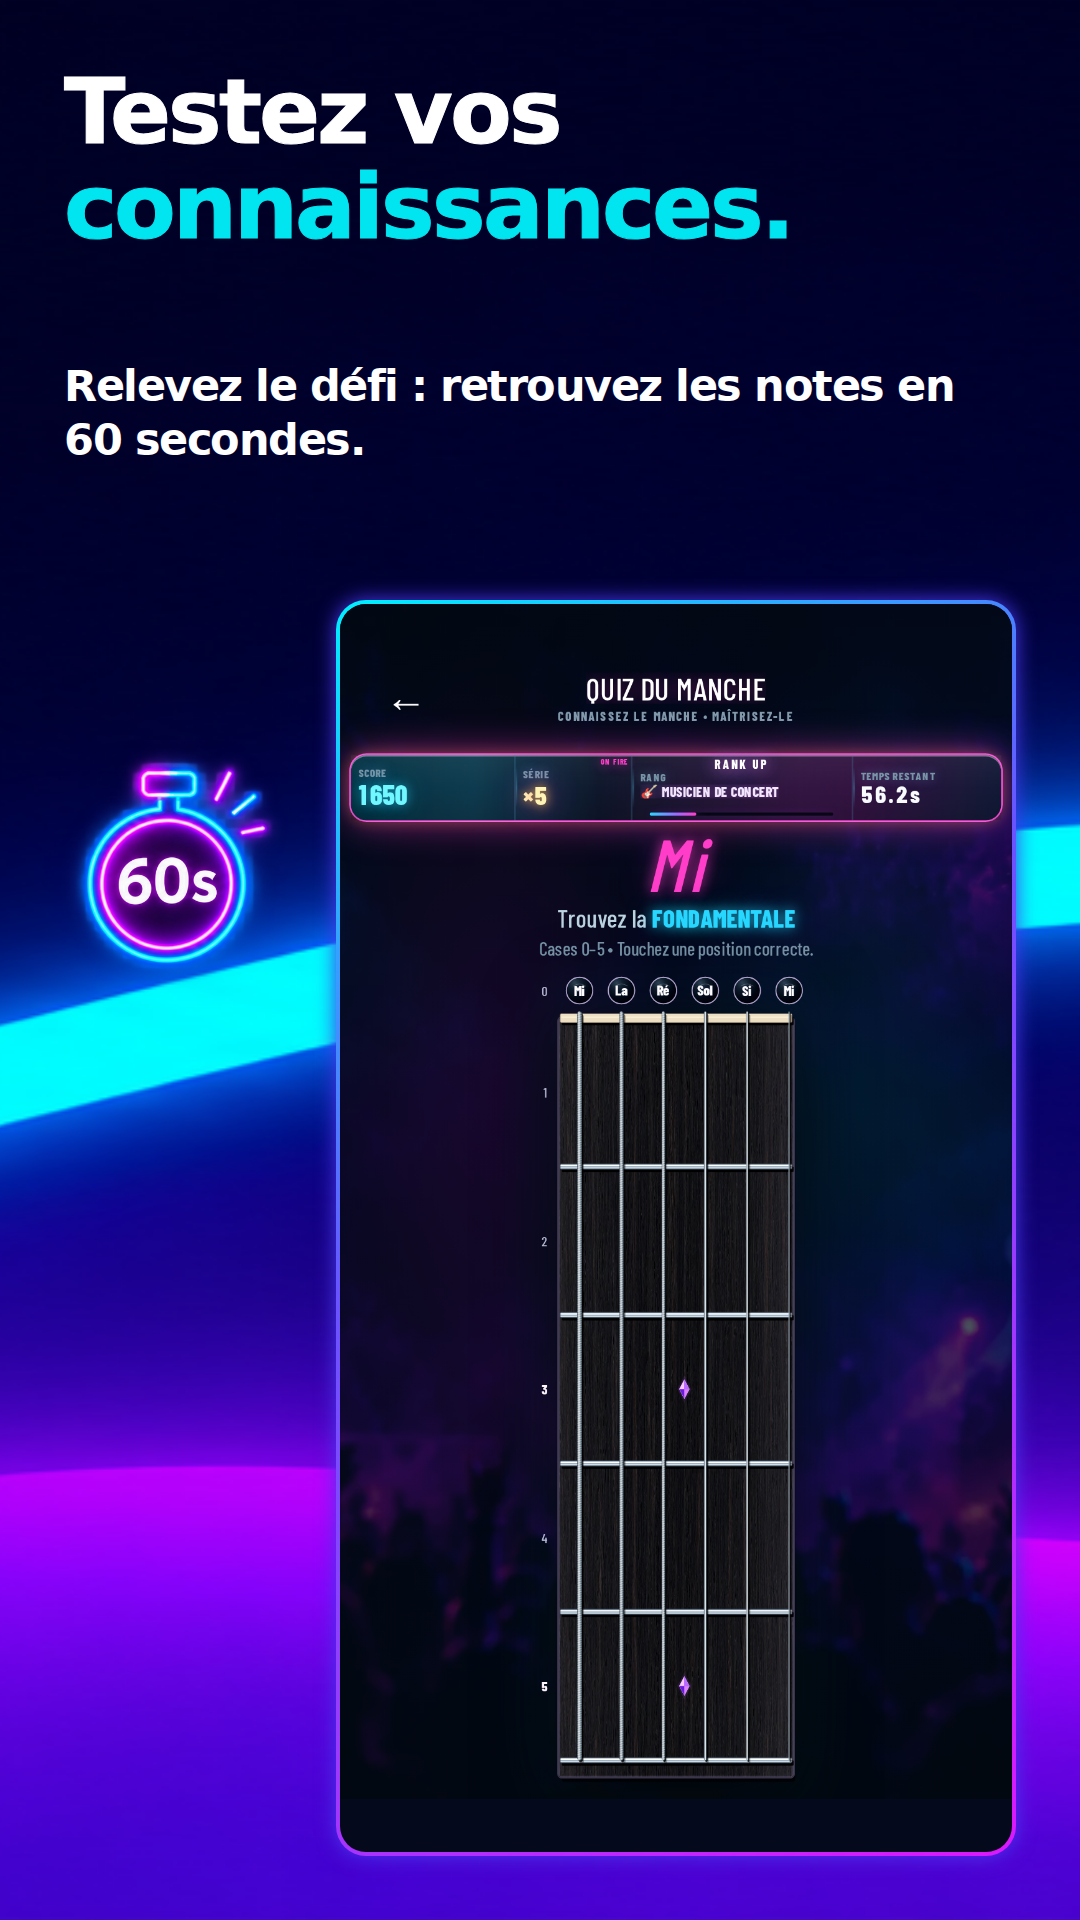 Testez vos
connaissances.
Relevez le défi : retrouvez les notes en
60 secondes.
60s
←
QUIZ DU MANCHE
CONNAISSEZ LE MANCHE • MAÎTRISEZ-LE
SCORE
1650
SÉRIE
×5
ON FIRE
RANK UP
RANG
🎸 MUSICIEN DE CONCERT
TEMPS RESTANT
56.2s
Mi
Trouvez la FONDAMENTALE
Cases 0-5 • Touchez une position correcte.
0 Mi La Ré Sol Si Mi
1
2
3
4
5